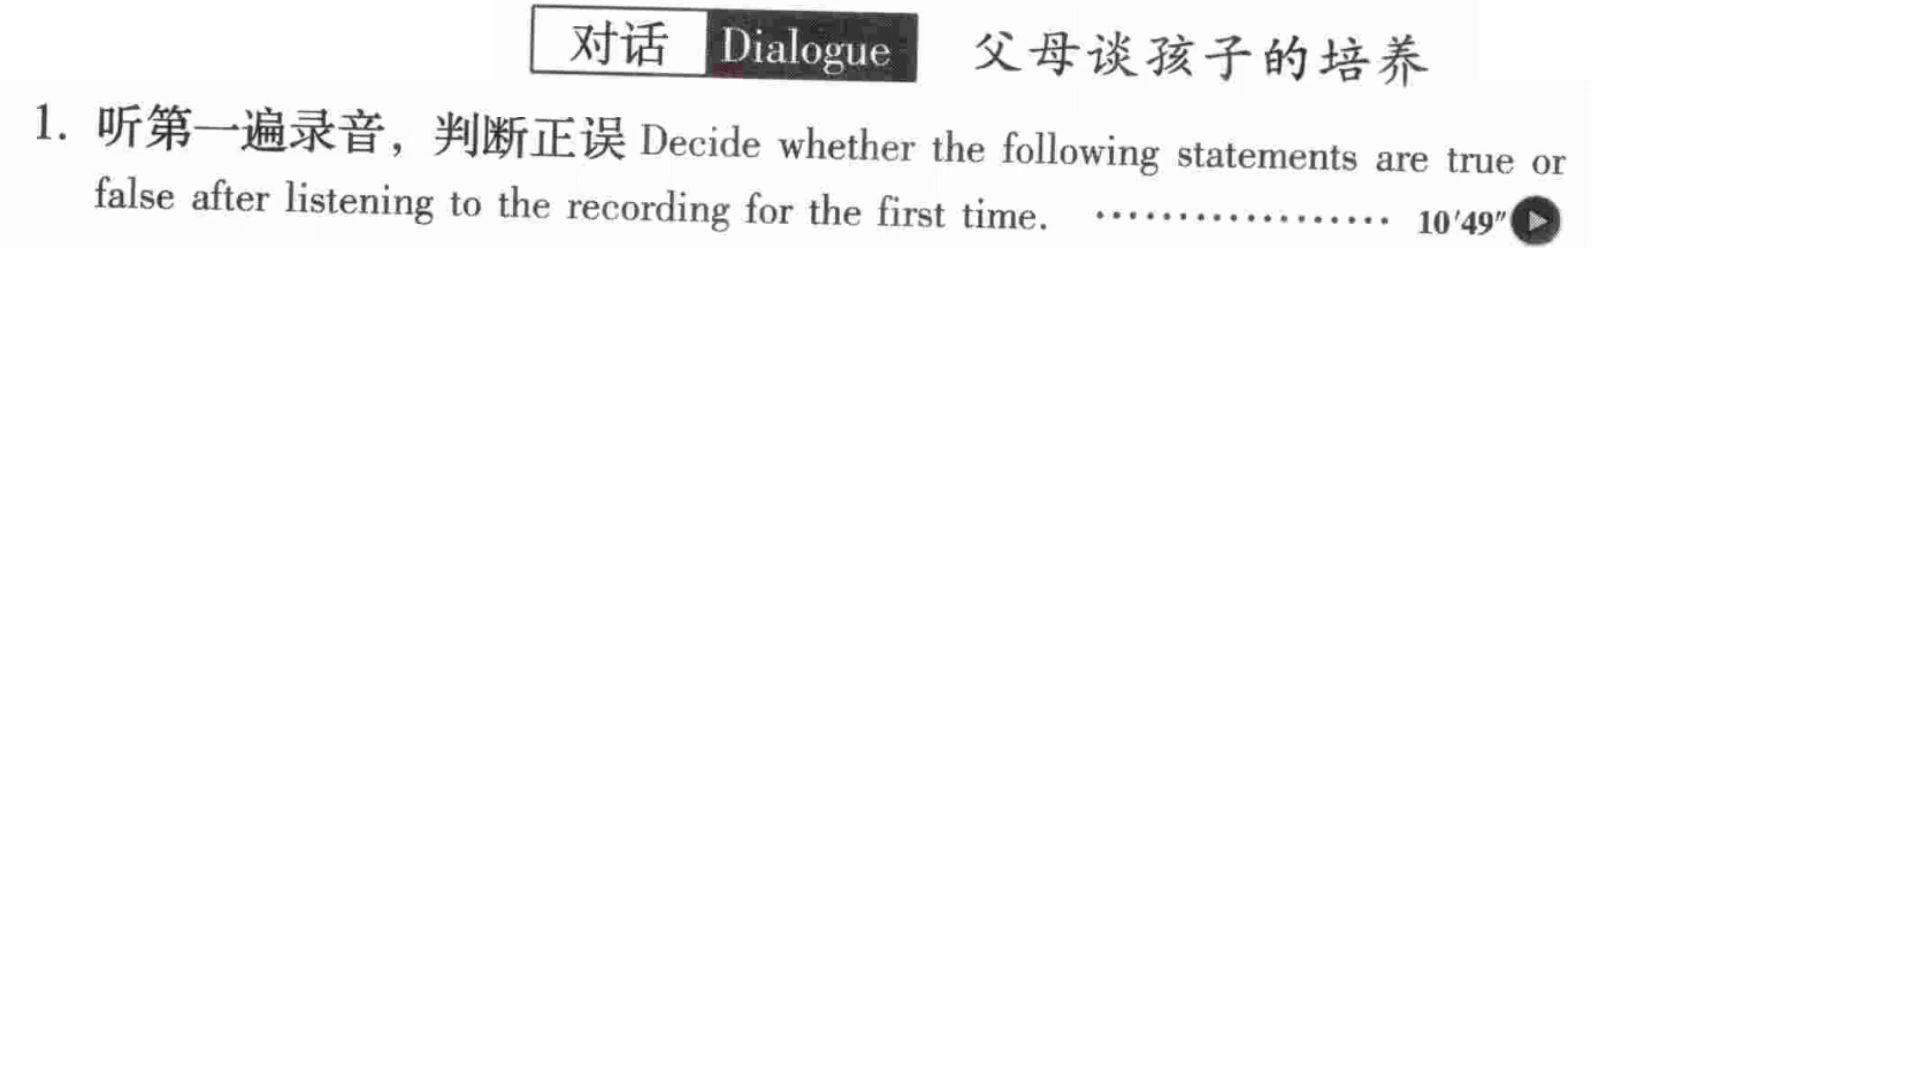 对话 Dialogue 父母谈孩子的培养
1. 听第一遍录音，判断正误 Decide whether the following statements are true or
false after listening to the recording for the first time. ·················· 10′49″